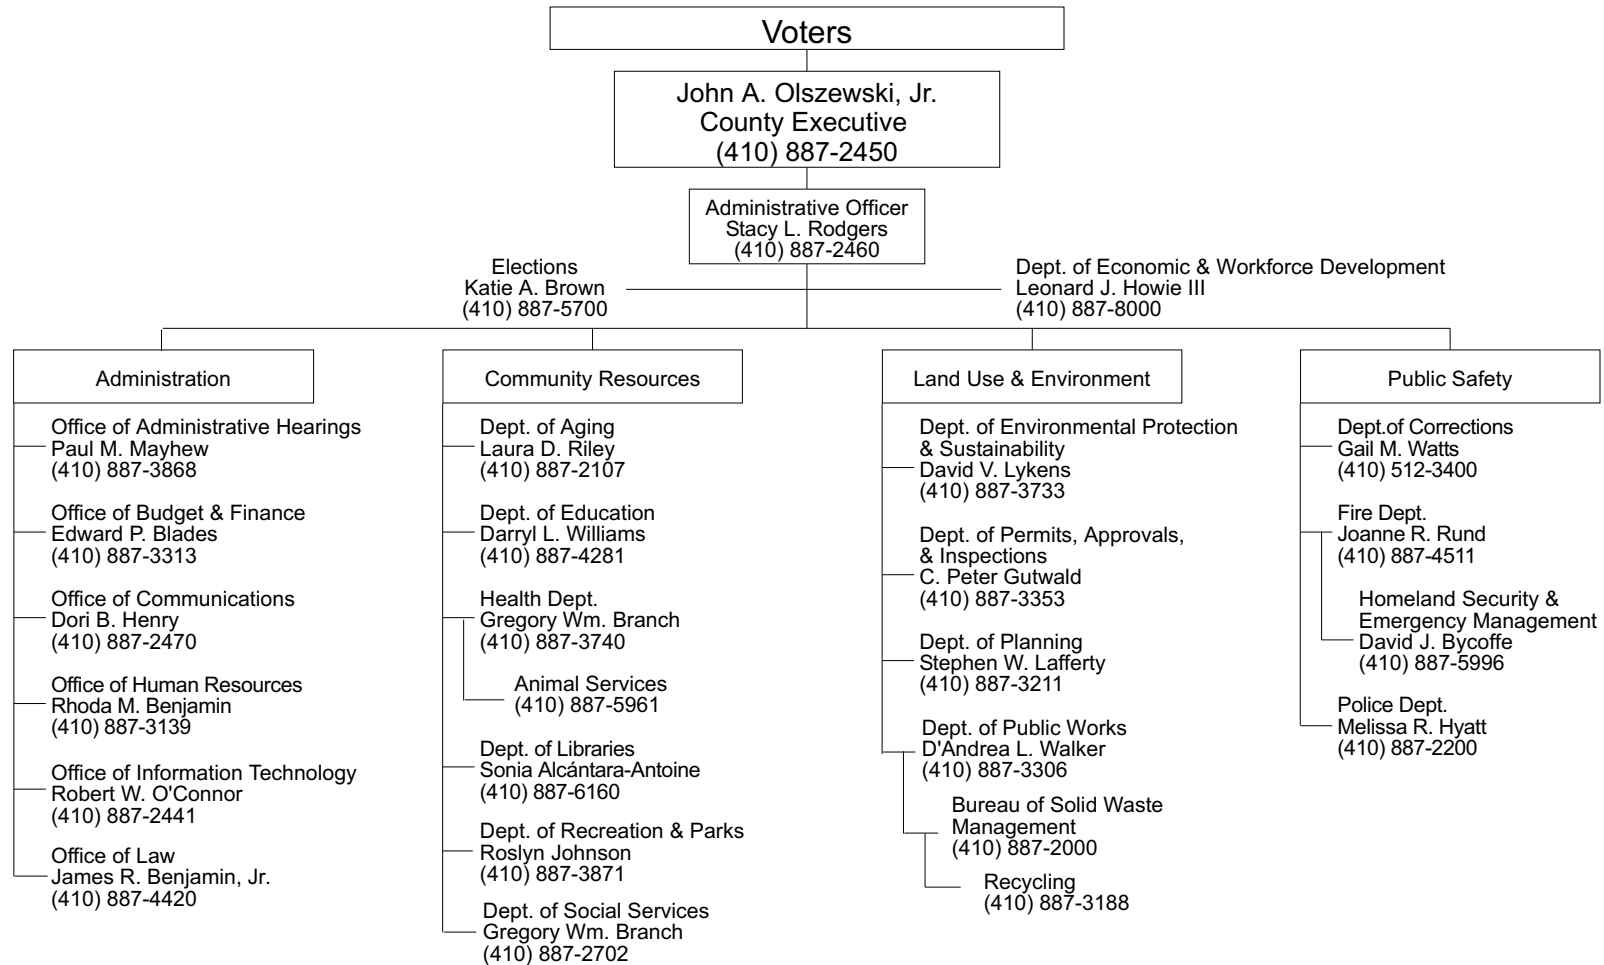 Voters
John A. Olszewski, Jr.
County Executive
(410) 887-2450
Administrative Officer
Stacy L. Rodgers
(410) 887-2460
Elections
Katie A. Brown
(410) 887-5700
Dept. of Economic & Workforce Development
Leonard J. Howie III
(410) 887-8000
Administration
Office of Administrative Hearings
Paul M. Mayhew
(410) 887-3868
Office of Budget & Finance
Edward P. Blades
(410) 887-3313
Office of Communications
Dori B. Henry
(410) 887-2470
Office of Human Resources
Rhoda M. Benjamin
(410) 887-3139
Office of Information Technology
Robert W. O'Connor
(410) 887-2441
Office of Law
James R. Benjamin, Jr.
(410) 887-4420
Community Resources
Dept. of Aging
Laura D. Riley
(410) 887-2107
Dept. of Education
Darryl L. Williams
(410) 887-4281
Health Dept.
Gregory Wm. Branch
(410) 887-3740
Animal Services
(410) 887-5961
Dept. of Libraries
Sonia Alcántara-Antoine
(410) 887-6160
Dept. of Recreation & Parks
Roslyn Johnson
(410) 887-3871
Dept. of Social Services
Gregory Wm. Branch
(410) 887-2702
Land Use & Environment
Dept. of Environmental Protection
& Sustainability
David V. Lykens
(410) 887-3733
Dept. of Permits, Approvals,
& Inspections
C. Peter Gutwald
(410) 887-3353
Dept. of Planning
Stephen W. Lafferty
(410) 887-3211
Dept. of Public Works
D'Andrea L. Walker
(410) 887-3306
Bureau of Solid Waste
Management
(410) 887-2000
Recycling
(410) 887-3188
Public Safety
Dept.of Corrections
Gail M. Watts
(410) 512-3400
Fire Dept.
Joanne R. Rund
(410) 887-4511
Homeland Security &
Emergency Management
David J. Bycoffe
(410) 887-5996
Police Dept.
Melissa R. Hyatt
(410) 887-2200